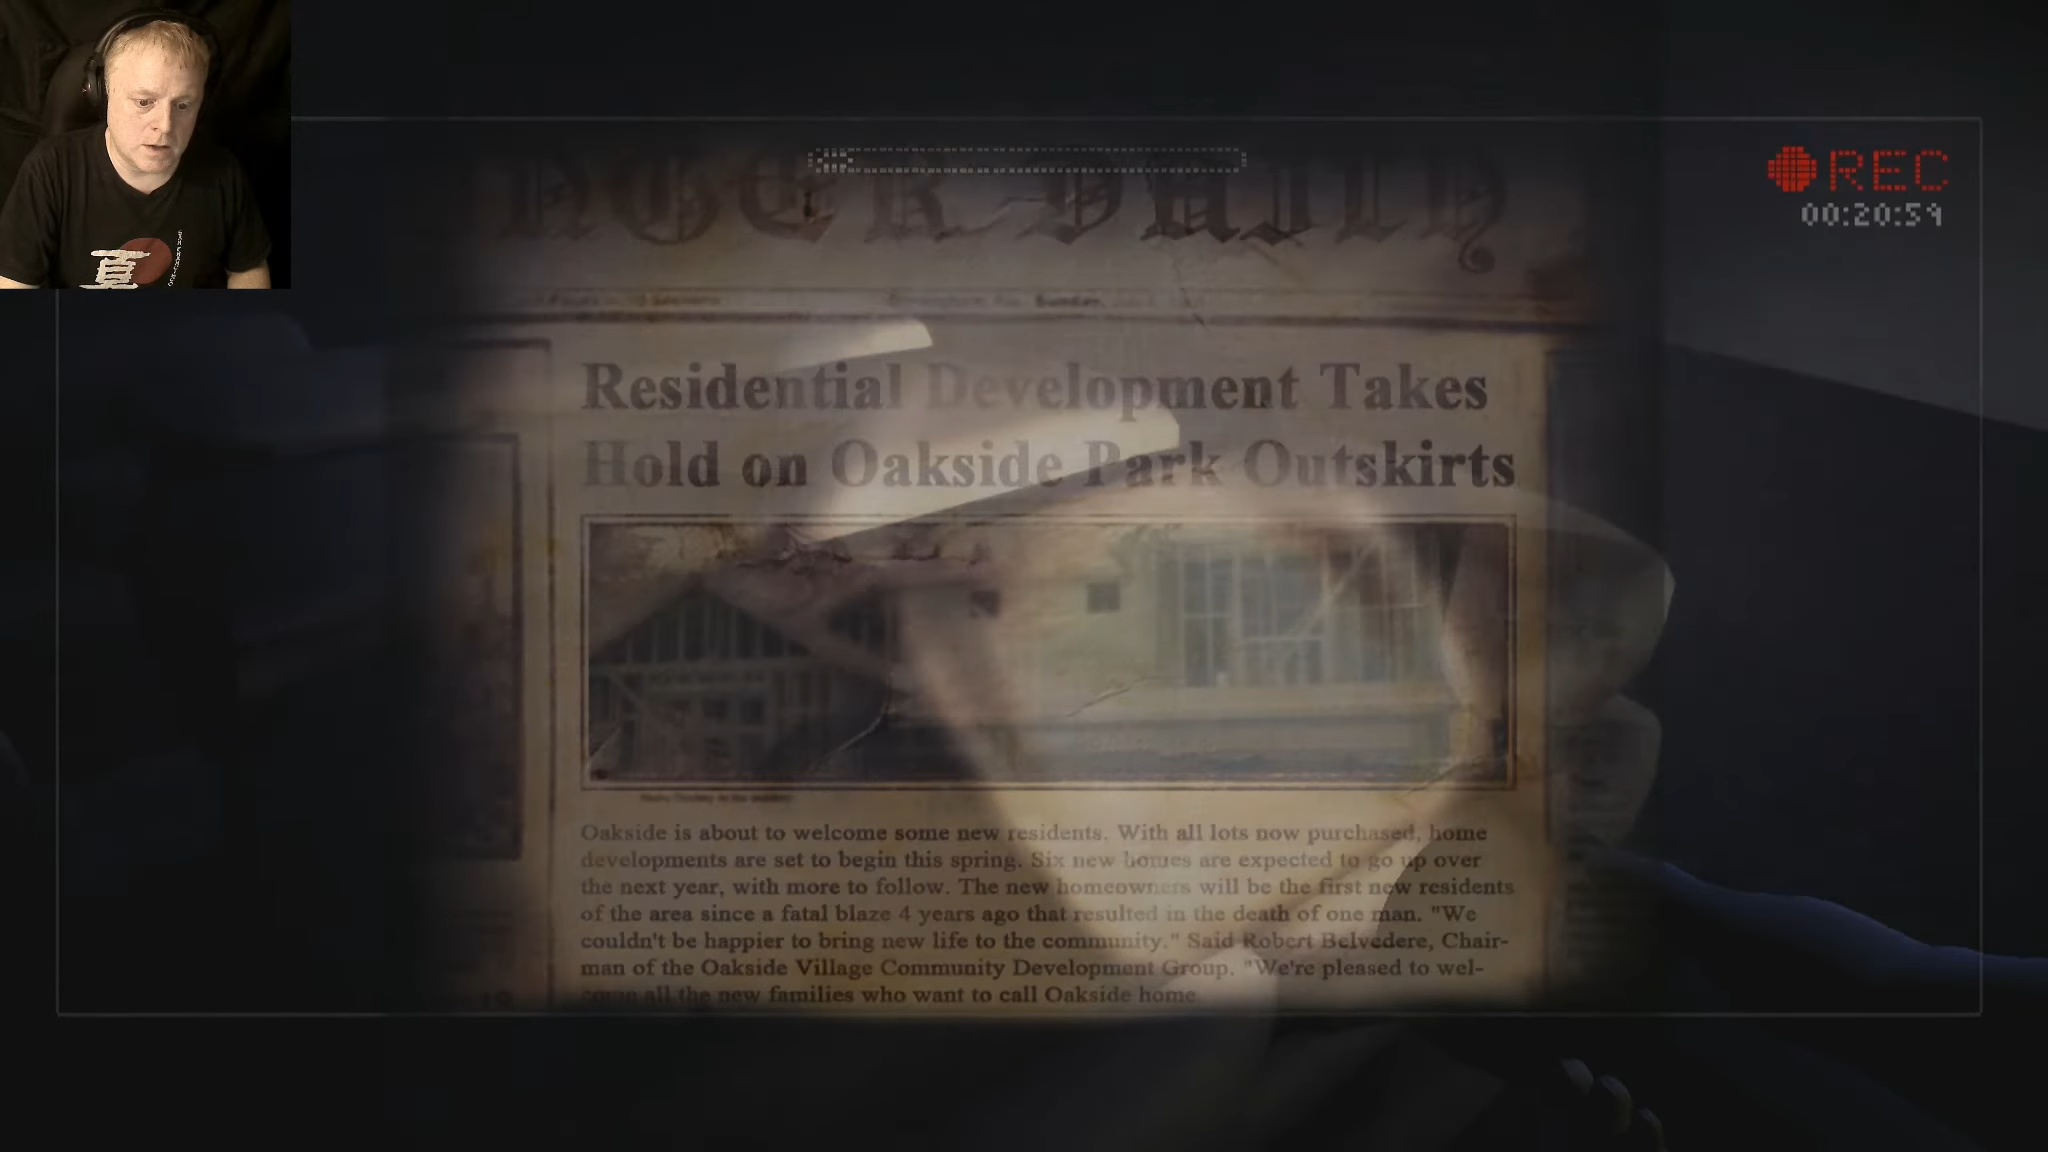 NGER DAILY
REC
00:20:59
Sunday,
Residential Development Takes
Hold on Oakside Park Outskirts
Oakside is about to welcome some new residents. With all lots now purchased, home
developments are set to begin this spring. Six new homes are expected to go up over
the next year, with more to follow. The new homeowners will be the first new residents
of the area since a fatal blaze 4 years ago that resulted in the death of one man. "We
couldn't be happier to bring new life to the community." Said Robert Belvedere, Chair-
man of the Oakside Village Community Development Group. "We're pleased to wel-
come all the new families who want to call Oakside home